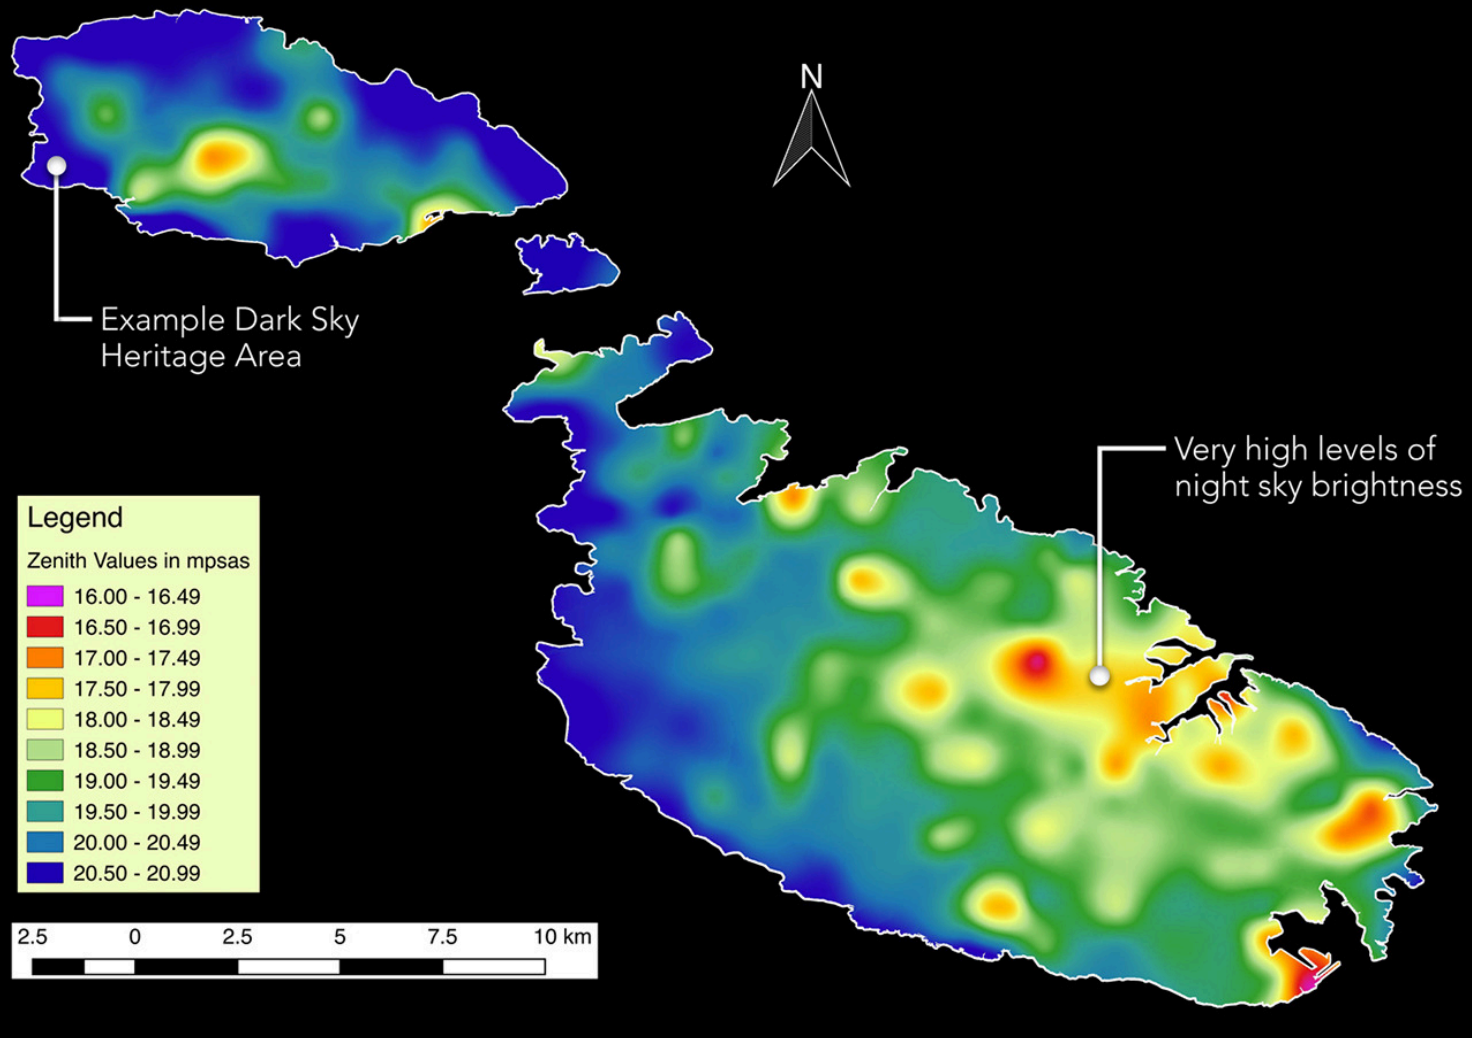 N
Example Dark Sky
Heritage Area
Very high levels of
night sky brightness
Legend
Zenith Values in mpsas
16.00 - 16.49
16.50 - 16.99
17.00 - 17.49
17.50 - 17.99
18.00 - 18.49
18.50 - 18.99
19.00 - 19.49
19.50 - 19.99
20.00 - 20.49
20.50 - 20.99
2.5 0 2.5 5 7.5 10 km